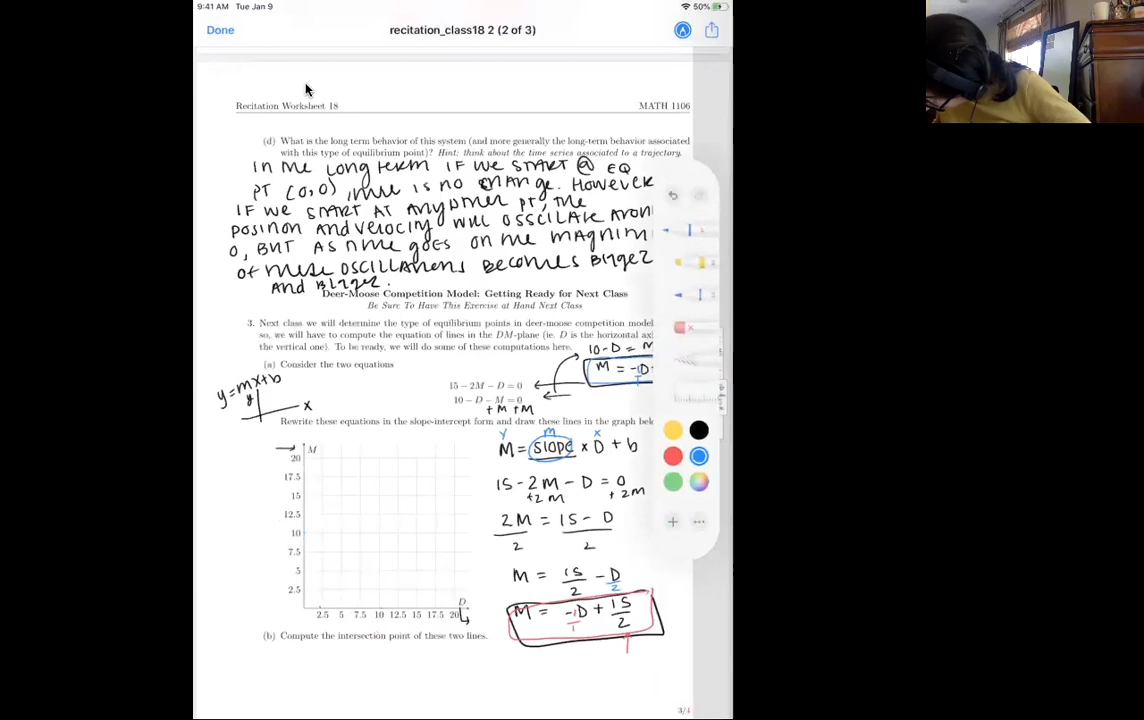 9:41 AM Tue Jan 9
50%
Done
recitation_class18 2 (2 of 3)
Recitation Worksheet 18
MATH 1106
(d) What is the long term behavior of this system (and more generally the long-term behavior associated
with this type of equilibrium point)? Hint: think about the time series associated to a trajectory.
In the long term IF WE START @ EQ
PT (0,0), there is no change. However
IF WE START AT Any other pt, the
position and velocity will osscilate aron
0, BUT as time goes on the magnim
of these oscillations becomes bigger
and bigger.
Deer-Moose Competition Model: Getting Ready for Next Class
Be Sure To Have This Exercise at Hand Next Class
3. Next class we will determine the type of equilibrium points in deer-moose competition model
so, we will have to compute the equation of lines in the DM-plane (ie. D is the horizontal axi
the vertical one). To be ready, we will do some of these computations here.
10-D = M
(a) Consider the two equations
M = -D
1
y=mx+b
y
x
15 − 2M − D = 0
10 − D − M = 0
+M +M
Rewrite these equations in the slope-intercept form and draw these lines in the graph bel
y m x
M = slope × D + b
15 - 2M - D = 0
+2M +2M
2M = 15 - D
2 2
M = 15/2 - D/2
M = -1D + 15/2
1
M
20
17.5
15
12.5
10
7.5
5
2.5
D
2.5 5 7.5 10 12.5 15 17.5 20
(b) Compute the intersection point of these two lines.
3/4